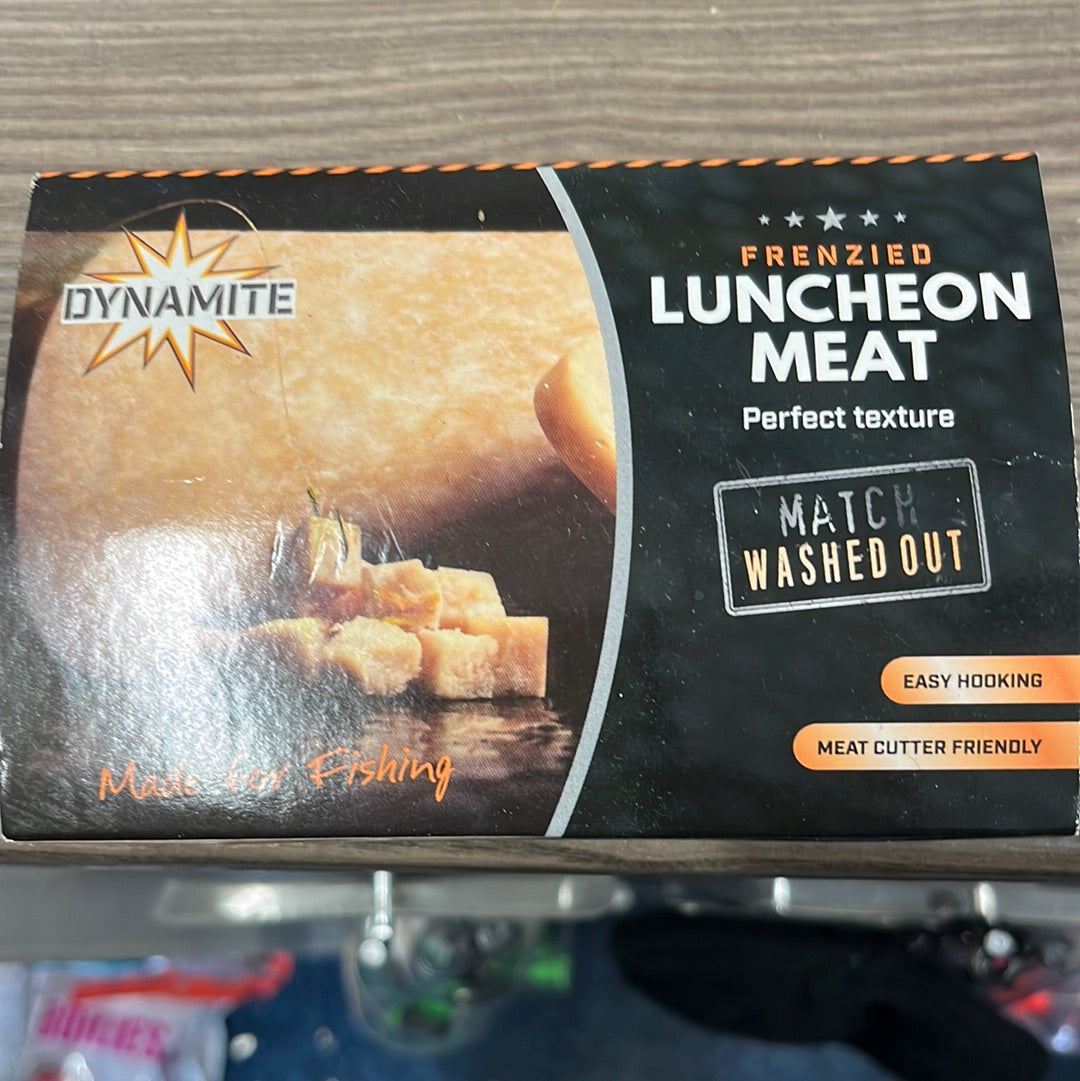 DYNAMITE
FRENZIED
LUNCHEON
MEAT
Perfect texture
MATCH
WASHED OUT
EASY HOOKING
MEAT CUTTER FRIENDLY
Made for Fishing